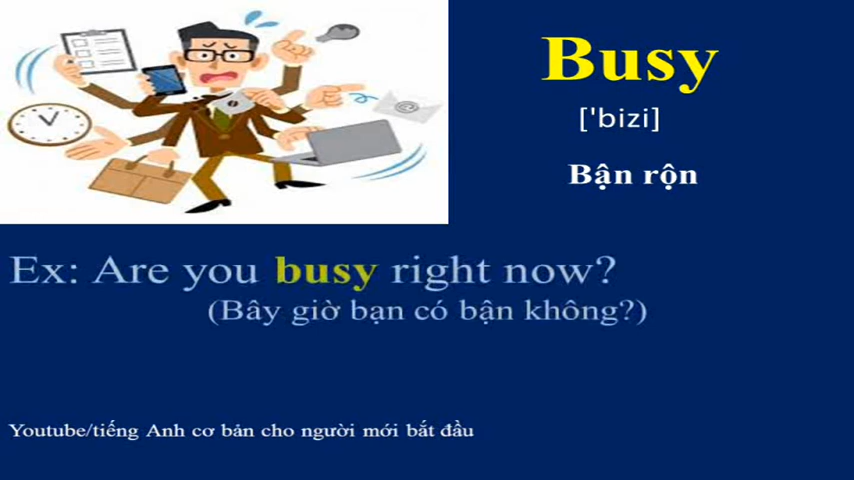 Busy
['bizi]
Bận rộn
Ex: Are you busy right now?
(Bây giờ bạn có bận không?)
Youtube/tiếng Anh cơ bản cho người mới bắt đầu